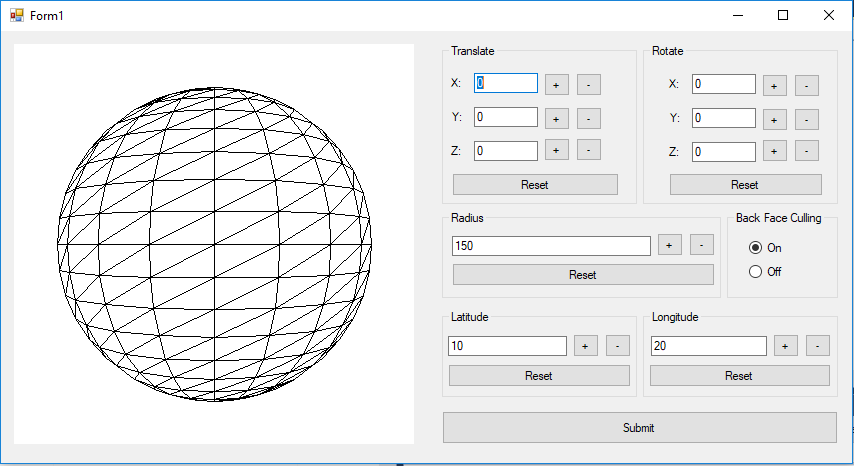 Form1
Translate
X: 0 + -
Y: 0 + -
Z: 0 + -
Reset
Rotate
X: 0 + -
Y: 0 + -
Z: 0 + -
Reset
Radius
150 + -
Reset
Back Face Culling
On
Off
Latitude
10 + -
Reset
Longitude
20 + -
Reset
Submit